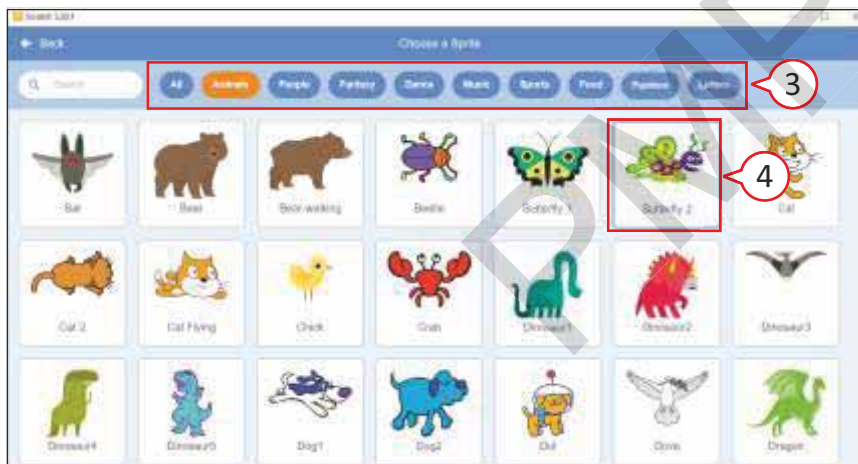 Back
Choose a Sprite
Search
All Animals People Fantasy Dance Music Sports Food Fashion Letters
3
Bat Bear Bear-walking Beetle Butterfly 1 Butterfly 2 Cat
4
Cat 2 Cat Flying Chick Crab Dinosaur1 Dinosaur2 Dinosaur3
Dinosaur4 Dinosaur5 Dog1 Dog2 Dot Dove Dragon